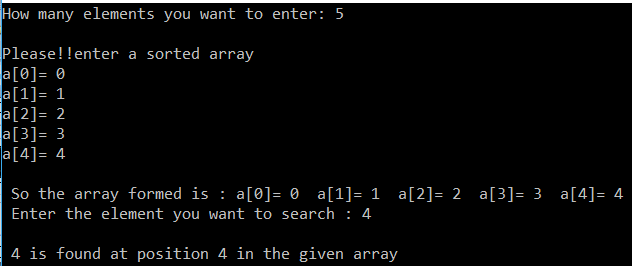 How many elements you want to enter: 5
Please!!enter a sorted array
a[0]= 0
a[1]= 1
a[2]= 2
a[3]= 3
a[4]= 4
So the array formed is : a[0]= 0  a[1]= 1  a[2]= 2  a[3]= 3  a[4]= 4
Enter the element you want to search : 4
4 is found at position 4 in the given array